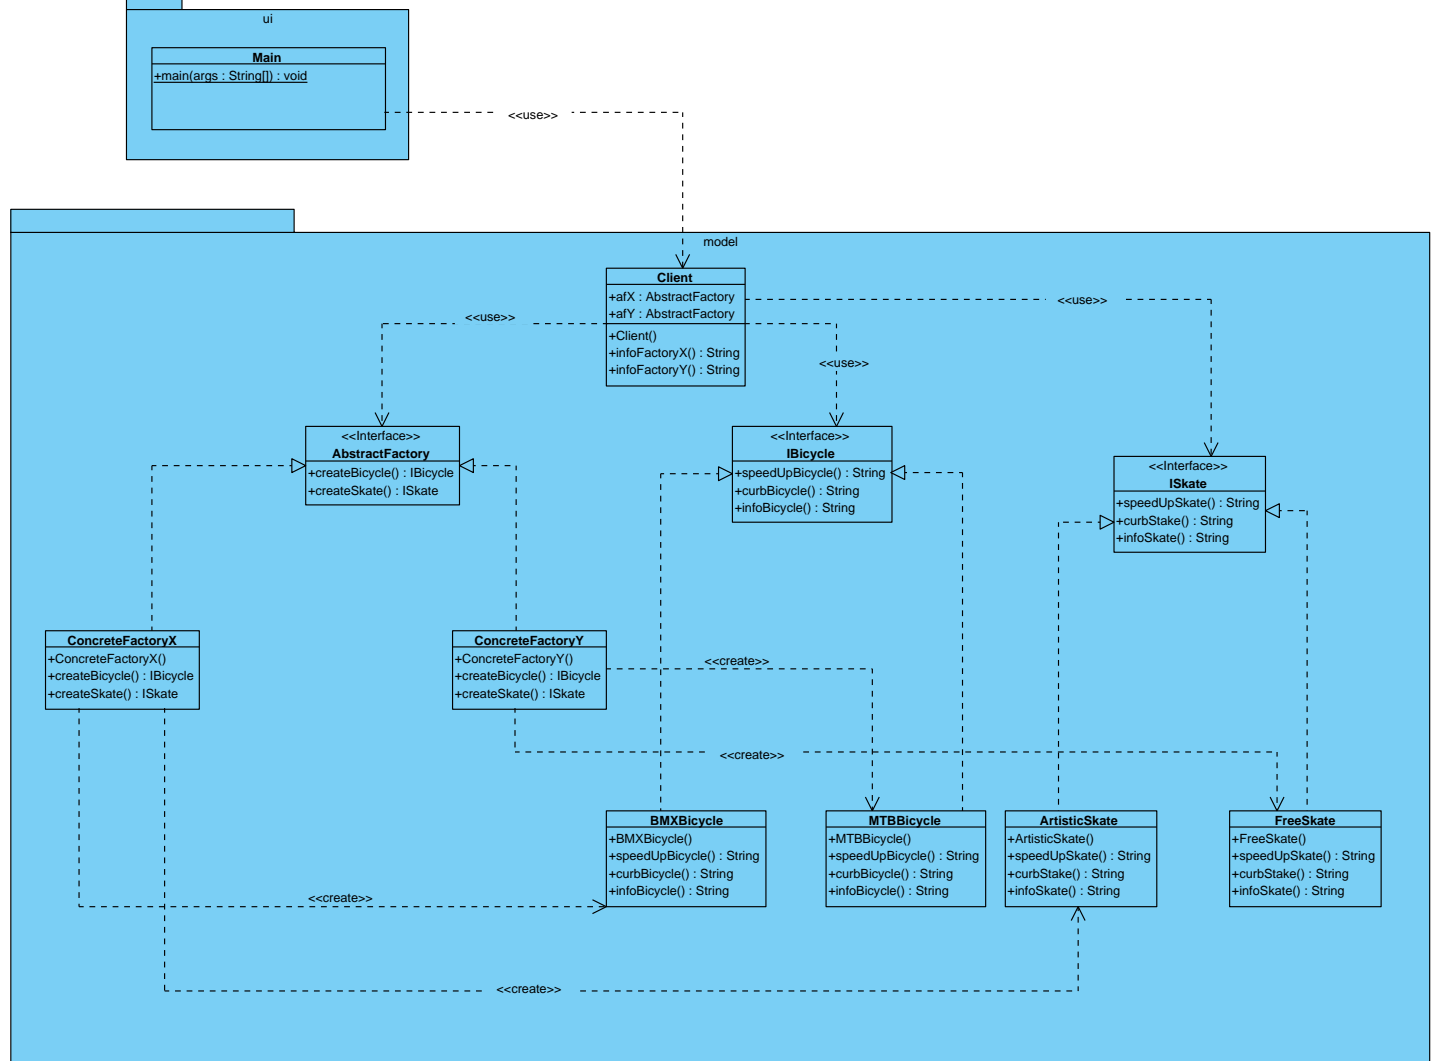 ui
Main
+main(args : String[]) : void
<<use>>
model
Client
+afX : AbstractFactory
+afY : AbstractFactory
+Client()
+infoFactoryX() : String
+infoFactoryY() : String
<<use>>
<<use>>
<<use>>
<<Interface>>
AbstractFactory
+createBicycle() : IBicycle
+createSkate() : ISkate
<<Interface>>
IBicycle
+speedUpBicycle() : String
+curbBicycle() : String
+infoBicycle() : String
<<Interface>>
ISkate
+speedUpSkate() : String
+curbStake() : String
+infoSkate() : String
ConcreteFactoryX
+ConcreteFactoryX()
+createBicycle() : IBicycle
+createSkate() : ISkate
ConcreteFactoryY
+ConcreteFactoryY()
+createBicycle() : IBicycle
+createSkate() : ISkate
<<create>>
<<create>>
BMXBicycle
+BMXBicycle()
+speedUpBicycle() : String
+curbBicycle() : String
+infoBicycle() : String
MTBBicycle
+MTBBicycle()
+speedUpBicycle() : String
+curbBicycle() : String
+infoBicycle() : String
ArtisticSkate
+ArtisticSkate()
+speedUpSkate() : String
+curbStake() : String
+infoSkate() : String
FreeSkate
+FreeSkate()
+speedUpSkate() : String
+curbStake() : String
+infoSkate() : String
<<create>>
<<create>>